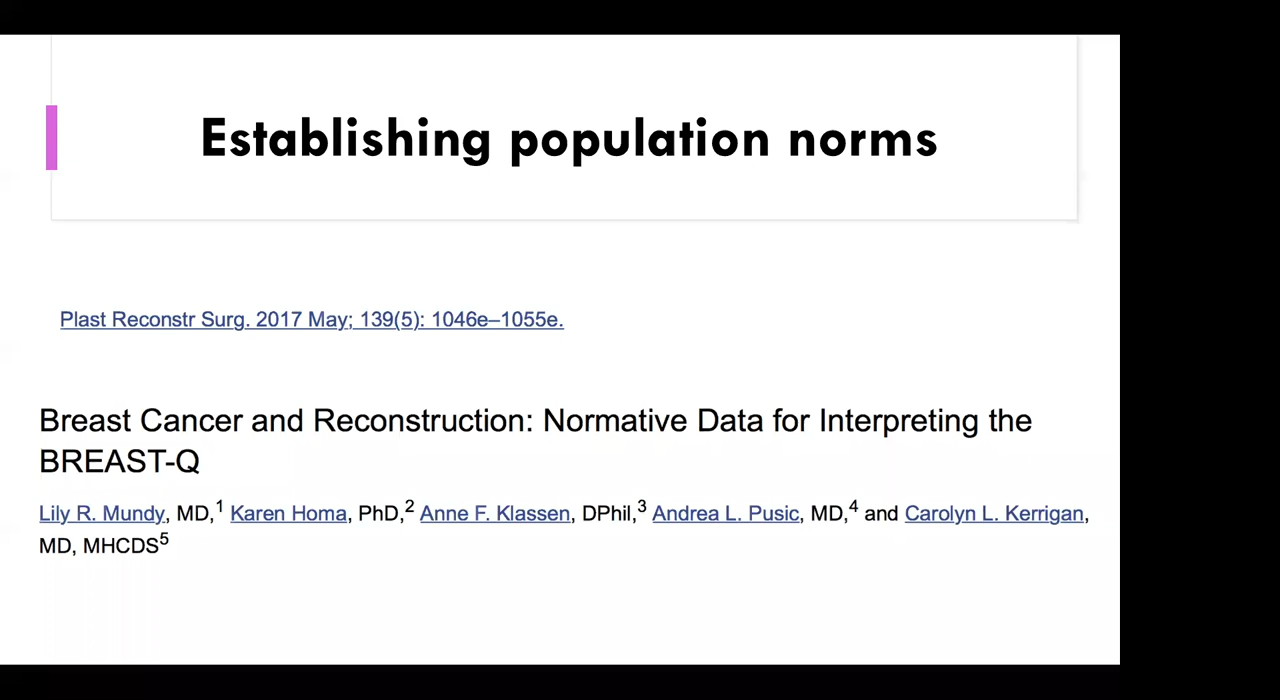 Establishing population norms
Plast Reconstr Surg. 2017 May; 139(5): 1046e–1055e.
Breast Cancer and Reconstruction: Normative Data for Interpreting the
BREAST-Q
Lily R. Mundy, MD,1 Karen Homa, PhD,2 Anne F. Klassen, DPhil,3 Andrea L. Pusic, MD,4 and Carolyn L. Kerrigan,
MD, MHCDS5